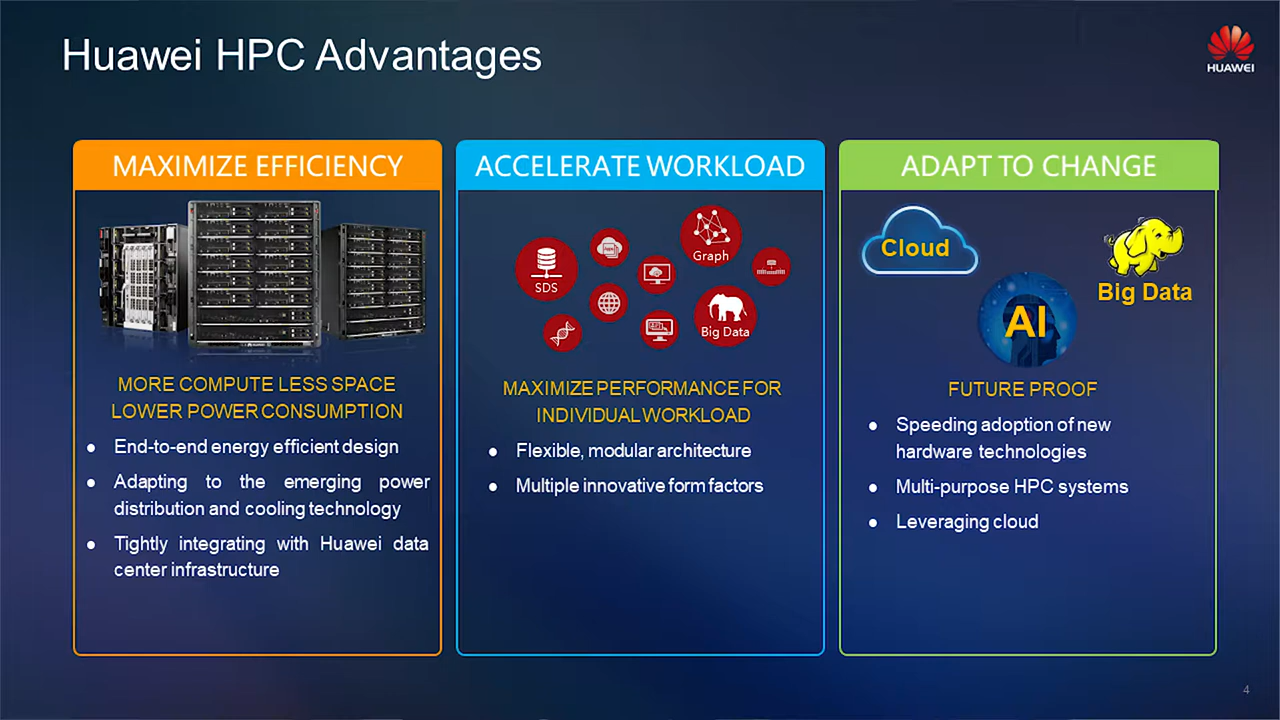 Huawei HPC Advantages
HUAWEI
MAXIMIZE EFFICIENCY
MORE COMPUTE LESS SPACE
LOWER POWER CONSUMPTION
● End-to-end energy efficient design
● Adapting to the emerging power
distribution and cooling technology
● Tightly integrating with Huawei data
center infrastructure
ACCELERATE WORKLOAD
SDS
Graph
Big Data
MAXIMIZE PERFORMANCE FOR
INDIVIDUAL WORKLOAD
● Flexible, modular architecture
● Multiple innovative form factors
ADAPT TO CHANGE
Cloud
AI
Big Data
FUTURE PROOF
● Speeding adoption of new
hardware technologies
● Multi-purpose HPC systems
● Leveraging cloud
4